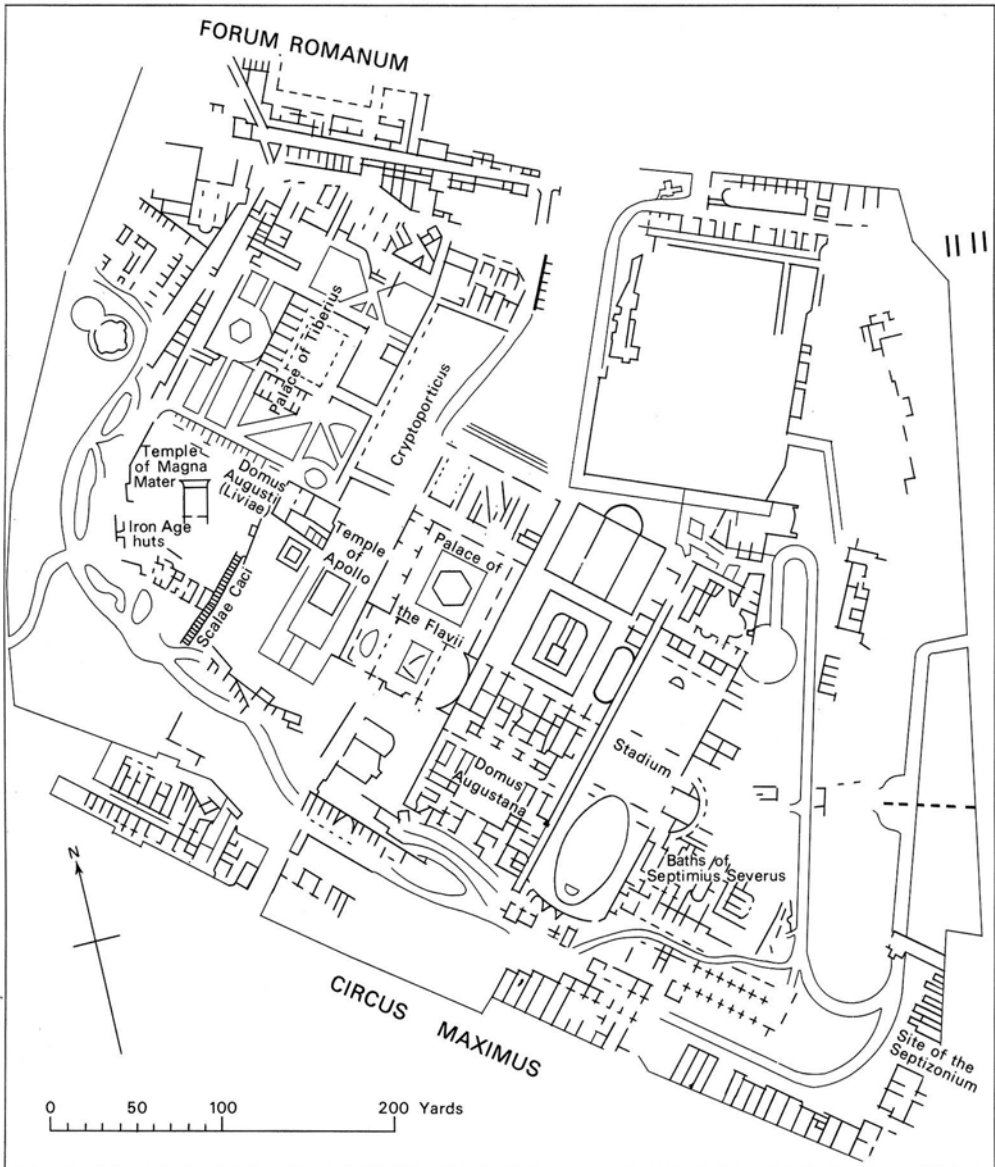 FORUM ROMANUM
Palace of Tiberius
Cryptoporticus
Temple
of Magna
Mater
Domus
Augusti
(Liviae)
Iron Age
huts
Scalae Caci
Temple
of
Apollo
Palace of
the Flavii
Domus
Augustana
Stadium
Baths of
Septimius Severus
N
CIRCUS MAXIMUS
Site of the
Septizonium
0 50 100 200 Yards